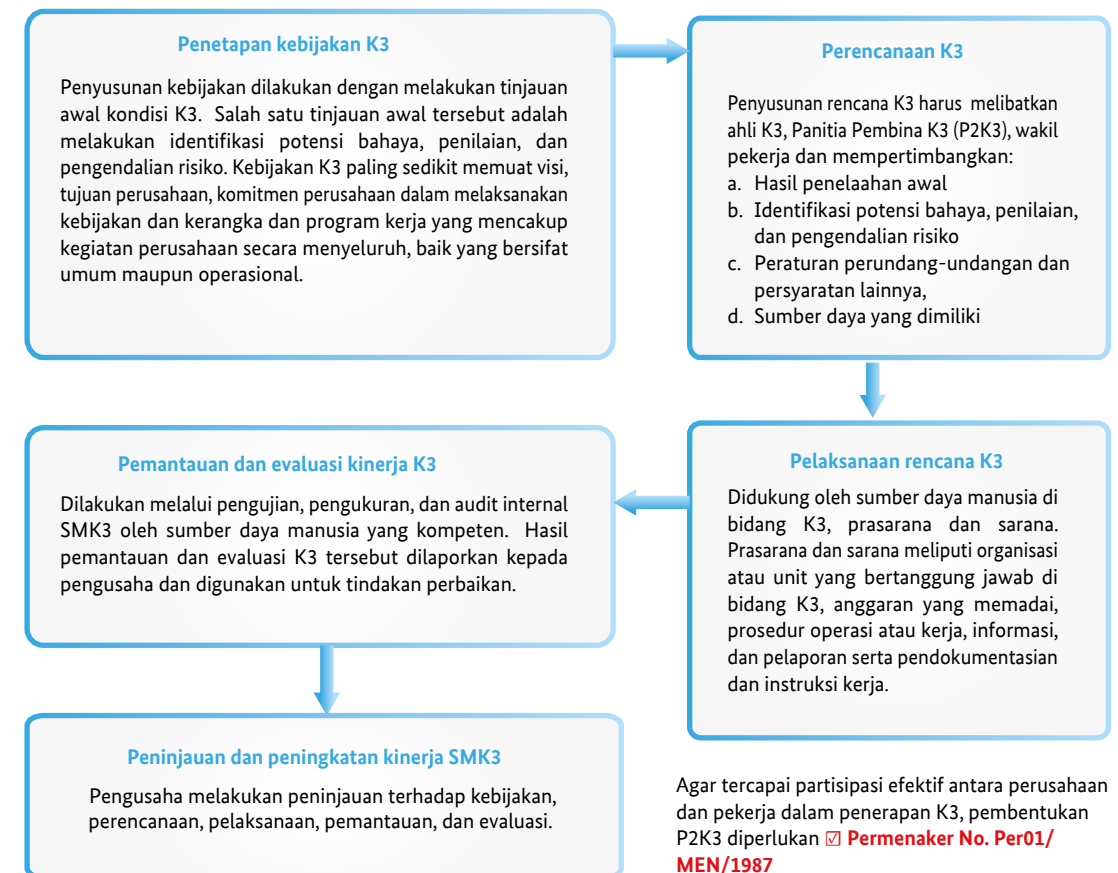 Penetapan kebijakan K3
Penyusunan kebijakan dilakukan dengan melakukan tinjauan
awal kondisi K3. Salah satu tinjauan awal tersebut adalah
melakukan identifikasi potensi bahaya, penilaian, dan
pengendalian risiko. Kebijakan K3 paling sedikit memuat visi,
tujuan perusahaan, komitmen perusahaan dalam melaksanakan
kebijakan dan kerangka dan program kerja yang mencakup
kegiatan perusahaan secara menyeluruh, baik yang bersifat
umum maupun operasional.
Perencanaan K3
Penyusunan rencana K3 harus melibatkan
ahli K3, Panitia Pembina K3 (P2K3), wakil
pekerja dan mempertimbangkan:
a. Hasil penelaahan awal
b. Identifikasi potensi bahaya, penilaian,
dan pengendalian risiko
c. Peraturan perundang-undangan dan
persyaratan lainnya,
d. Sumber daya yang dimiliki
Pelaksanaan rencana K3
Didukung oleh sumber daya manusia di
bidang K3, prasarana dan sarana.
Prasarana dan sarana meliputi organisasi
atau unit yang bertanggung jawab di
bidang K3, anggaran yang memadai,
prosedur operasi atau kerja, informasi,
dan pelaporan serta pendokumentasian
dan instruksi kerja.
Pemantauan dan evaluasi kinerja K3
Dilakukan melalui pengujian, pengukuran, dan audit internal
SMK3 oleh sumber daya manusia yang kompeten. Hasil
pemantauan dan evaluasi K3 tersebut dilaporkan kepada
pengusaha dan digunakan untuk tindakan perbaikan.
Peninjauan dan peningkatan kinerja SMK3
Pengusaha melakukan peninjauan terhadap kebijakan,
perencanaan, pelaksanaan, pemantauan, dan evaluasi.
Agar tercapai partisipasi efektif antara perusahaan
dan pekerja dalam penerapan K3, pembentukan
P2K3 diperlukan ☑ Permenaker No. Per01/
MEN/1987